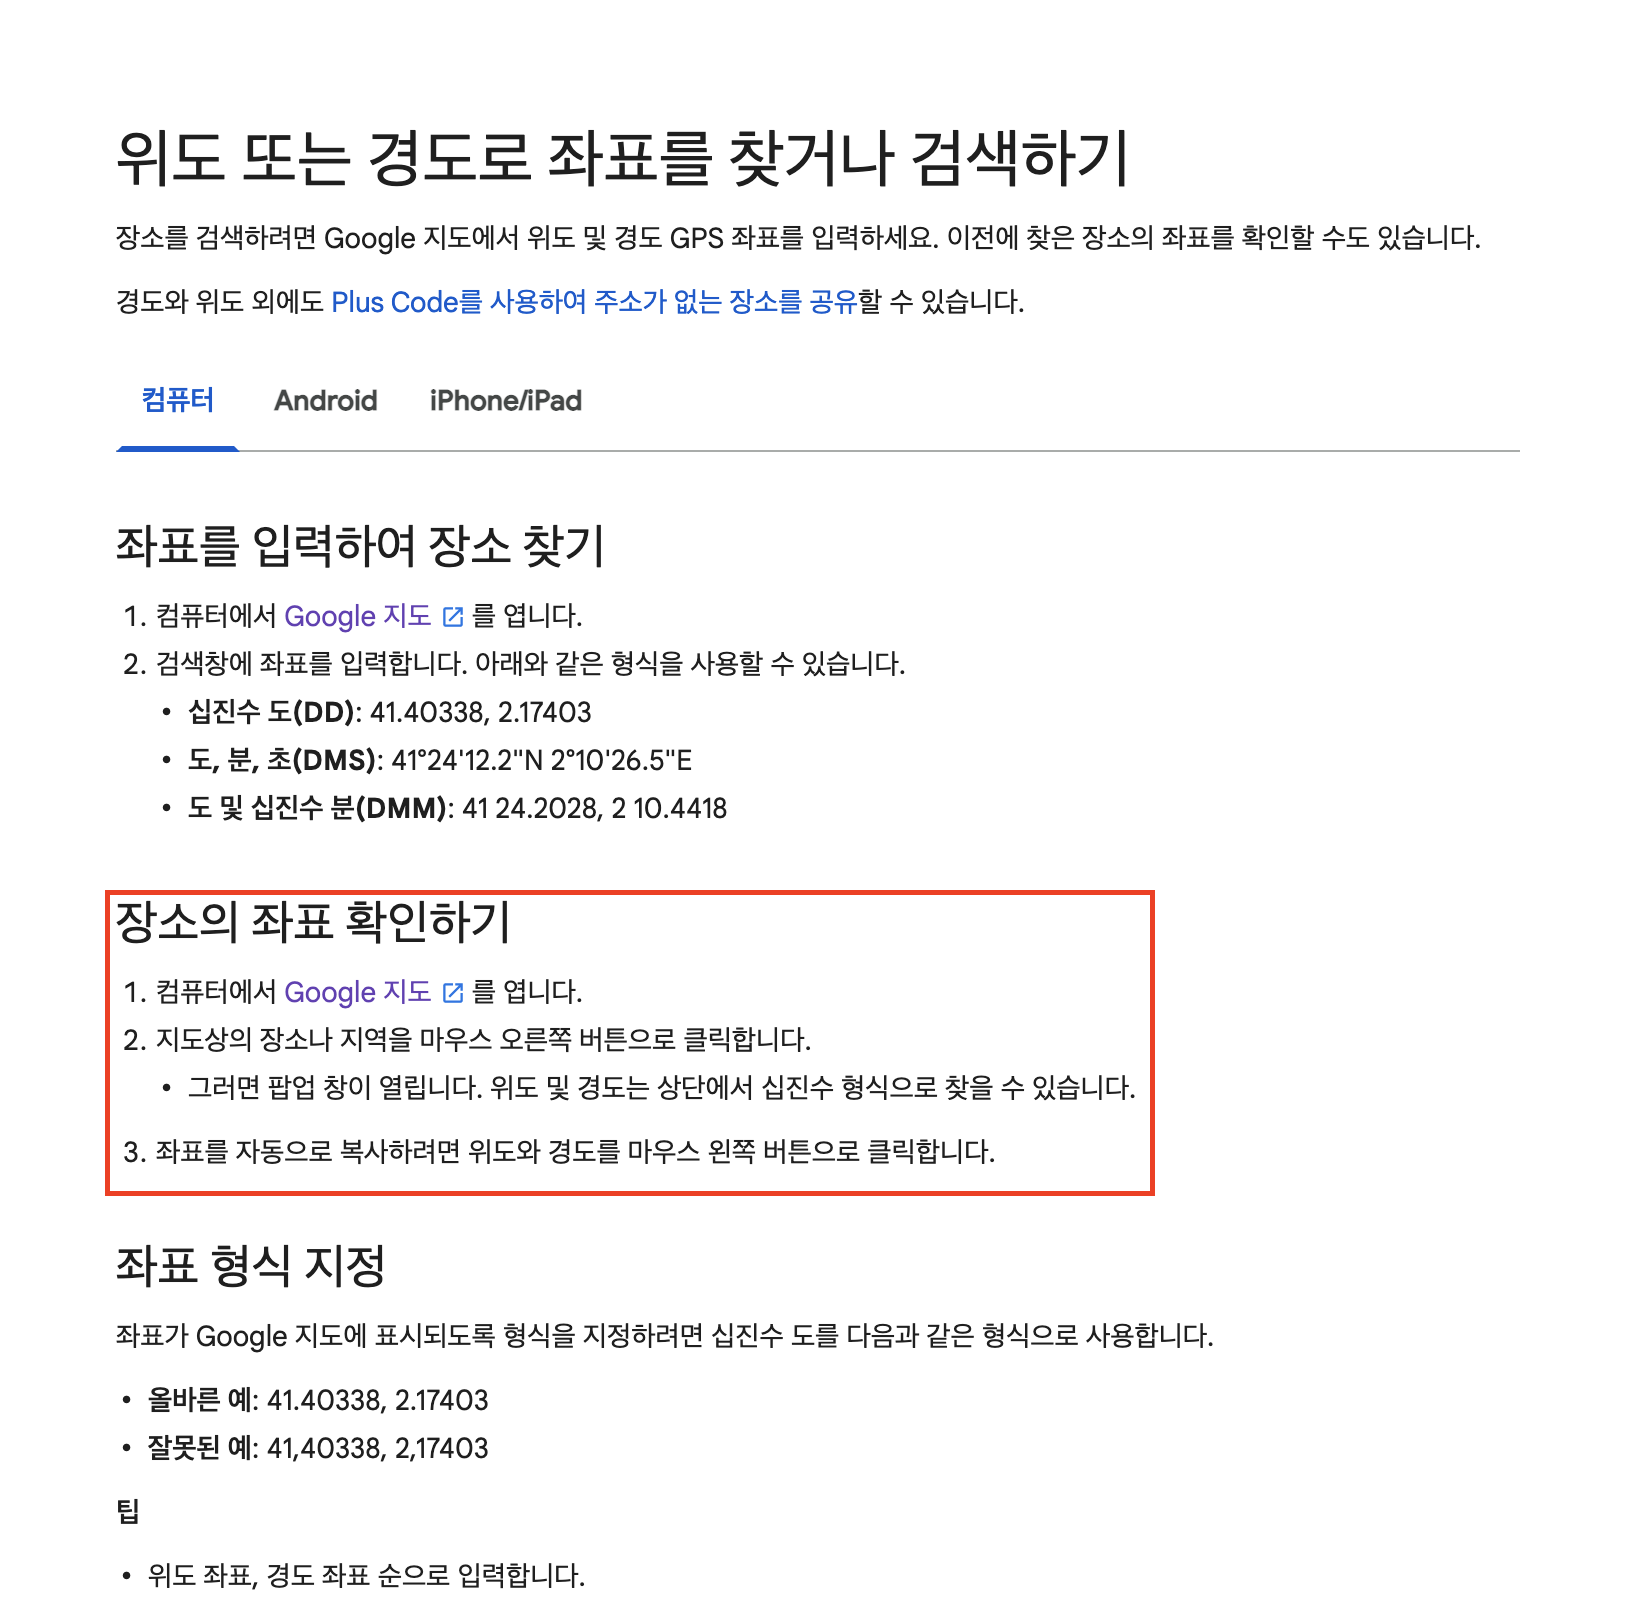 위도 또는 경도로 좌표를 찾거나 검색하기
장소를 검색하려면 Google 지도에서 위도 및 경도 GPS 좌표를 입력하세요. 이전에 찾은 장소의 좌표를 확인할 수도 있습니다.
경도와 위도 외에도 Plus Code를 사용하여 주소가 없는 장소를 공유할 수 있습니다.
컴퓨터 Android iPhone/iPad
좌표를 입력하여 장소 찾기
1. 컴퓨터에서 Google 지도 를 엽니다.
2. 검색창에 좌표를 입력합니다. 아래와 같은 형식을 사용할 수 있습니다.
• 십진수 도(DD): 41.40338, 2.17403
• 도, 분, 초(DMS): 41°24'12.2"N 2°10'26.5"E
• 도 및 십진수 분(DMM): 41 24.2028, 2 10.4418
장소의 좌표 확인하기
1. 컴퓨터에서 Google 지도 를 엽니다.
2. 지도상의 장소나 지역을 마우스 오른쪽 버튼으로 클릭합니다.
• 그러면 팝업 창이 열립니다. 위도 및 경도는 상단에서 십진수 형식으로 찾을 수 있습니다.
3. 좌표를 자동으로 복사하려면 위도와 경도를 마우스 왼쪽 버튼으로 클릭합니다.
좌표 형식 지정
좌표가 Google 지도에 표시되도록 형식을 지정하려면 십진수 도를 다음과 같은 형식으로 사용합니다.
• 올바른 예: 41.40338, 2.17403
• 잘못된 예: 41,40338, 2,17403
팁
• 위도 좌표, 경도 좌표 순으로 입력합니다.